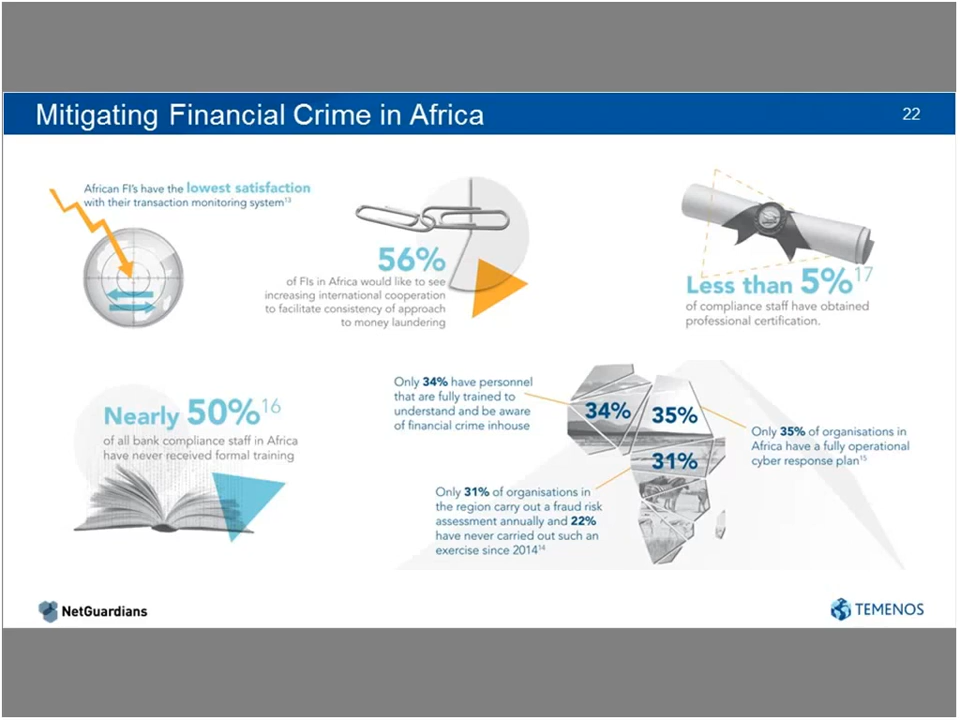 Mitigating Financial Crime in Africa
22
African FI's have the lowest satisfaction
with their transaction monitoring system13
56%
of FIs in Africa would like to see
increasing international cooperation
to facilitate consistency of approach
to money laundering
Less than 5%17
of compliance staff have obtained
professional certification.
Nearly 50%16
of all bank compliance staff in Africa
have never received formal training
Only 34% have personnel
that are fully trained to
understand and be aware
of financial crime inhouse
34%
35%
31%
Only 35% of organisations in
Africa have a fully operational
cyber response plan15
Only 31% of organisations in
the region carry out a fraud risk
assessment annually and 22%
have never carried out such an
exercise since 201414
NetGuardians
TEMENOS